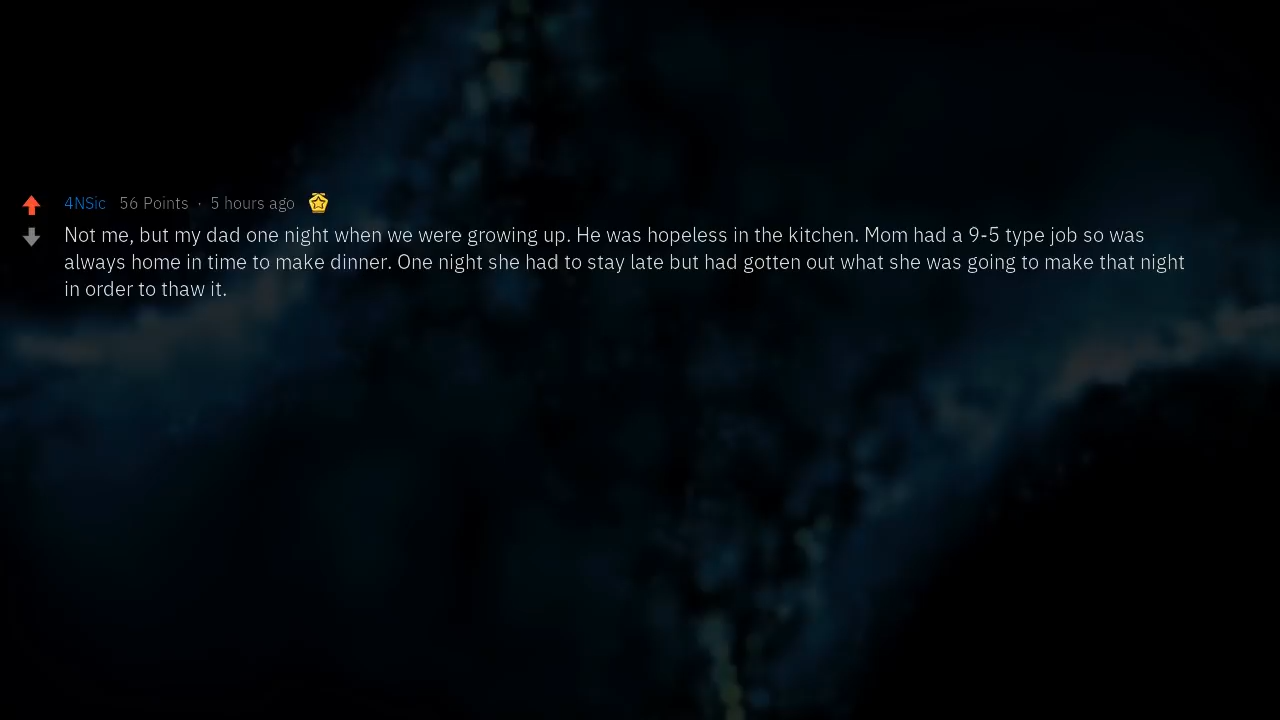 4NSic 56 Points · 5 hours ago
Not me, but my dad one night when we were growing up. He was hopeless in the kitchen. Mom had a 9-5 type job so was
always home in time to make dinner. One night she had to stay late but had gotten out what she was going to make that night
in order to thaw it.